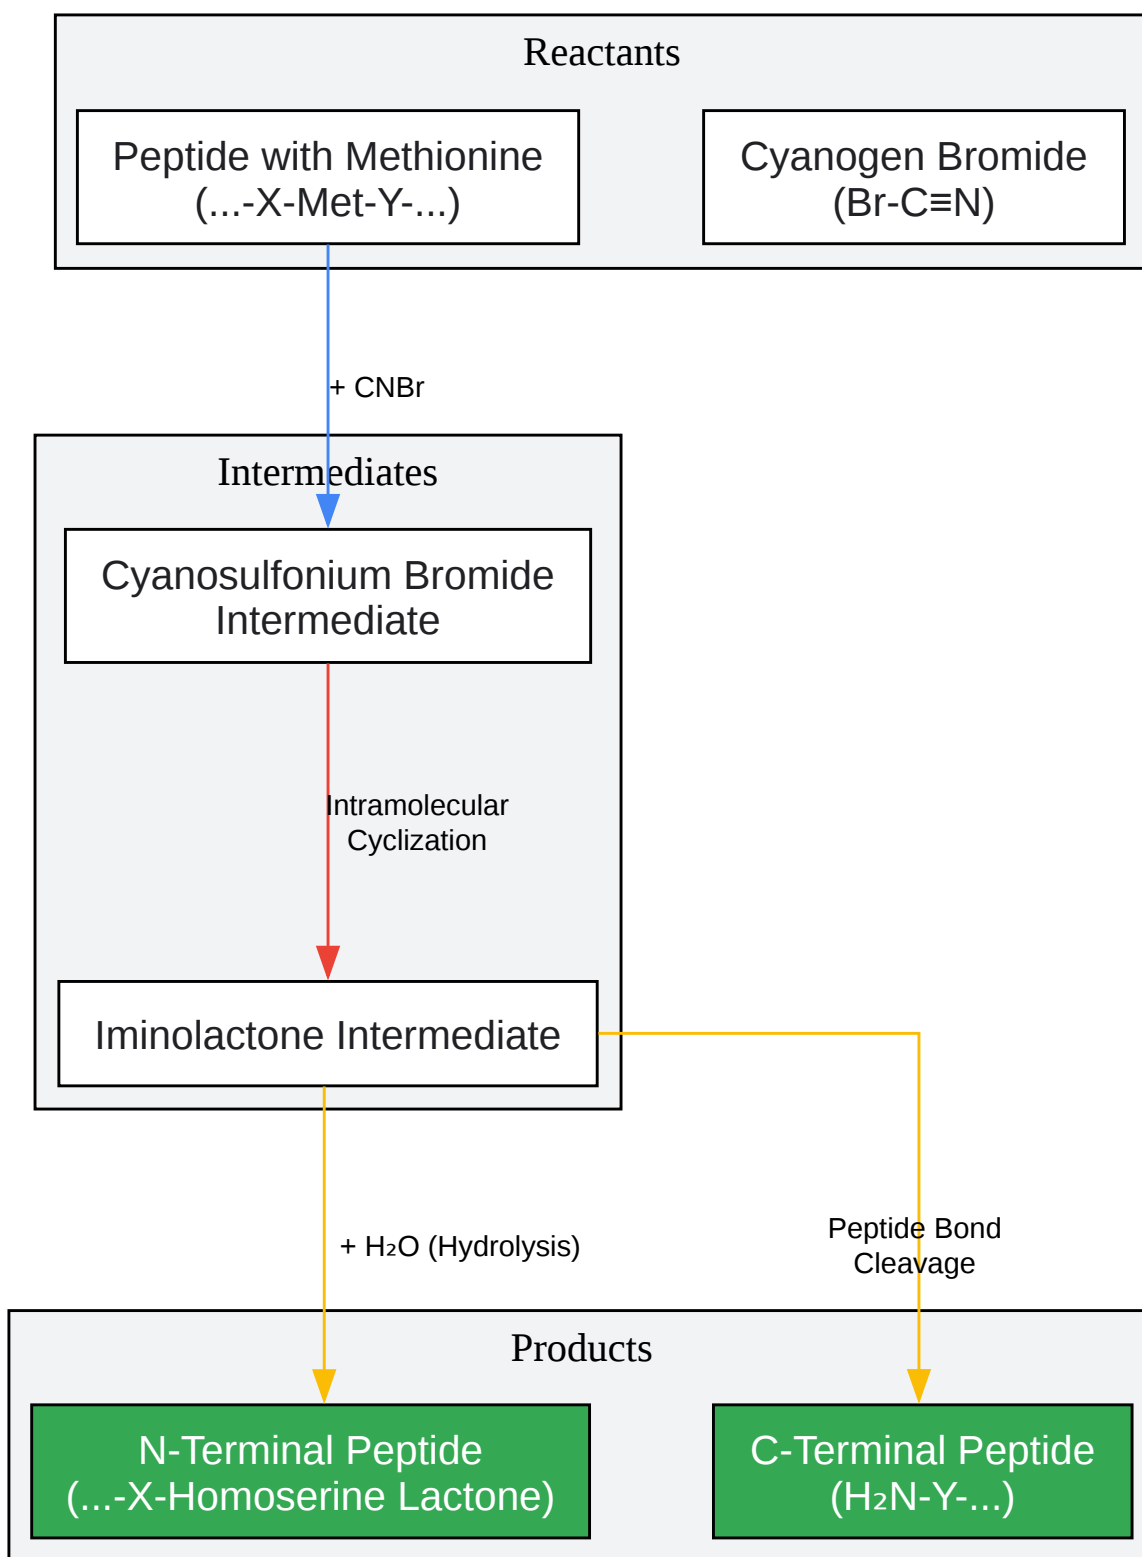 Reactants
Peptide with Methionine
(...-X-Met-Y-...)
Cyanogen Bromide
(Br-C≡N)
+ CNBr
Intermediates
Cyanosulfonium Bromide
Intermediate
Intramolecular
Cyclization
Iminolactone Intermediate
+ H₂O (Hydrolysis)
Peptide Bond
Cleavage
Products
N-Terminal Peptide
(...-X-Homoserine Lactone)
C-Terminal Peptide
(H₂N-Y-...)